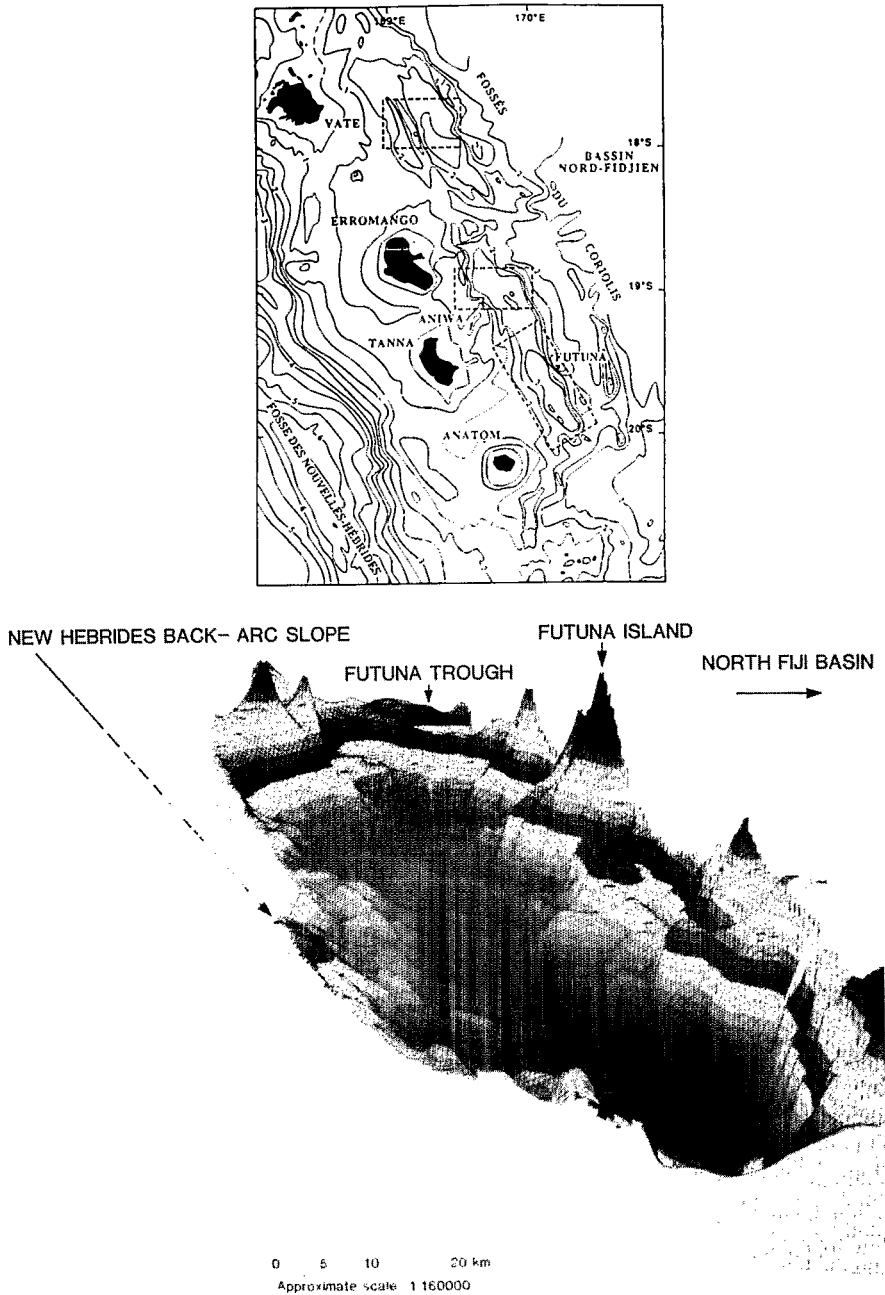 169°E 170°E
FOSSÉS
VATE
18°S
BASSIN
NORD-FIDJIEN
DU
ERROMANGO
CORIOLIS
19°S
ANIWA
TANNA
FUTUNA
20°S
ANATOM
FOSSE DES NOUVELLES-HÉBRIDES
NEW HEBRIDES BACK- ARC SLOPE
FUTUNA ISLAND
FUTUNA TROUGH
NORTH FIJI BASIN
0 5 10 20 km
Approximate scale 1 160000